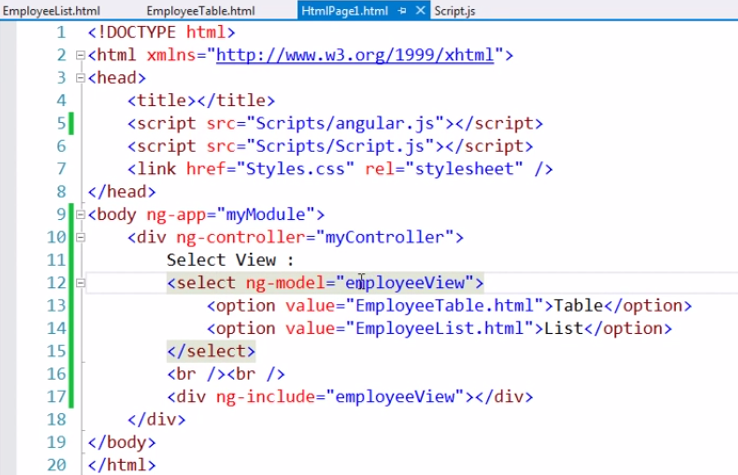 EmployeeList.html EmployeeTable.html HtmlPage1.html Script.js
1 <!DOCTYPE html>
2 <html xmlns="http://www.w3.org/1999/xhtml">
3 <head>
4 <title></title>
5 <script src="Scripts/angular.js"></script>
6 <script src="Scripts/Script.js"></script>
7 <link href="Styles.css" rel="stylesheet" />
8 </head>
9 <body ng-app="myModule">
10 <div ng-controller="myController">
11 Select View :
12 <select ng-model="employeeView">
13 <option value="EmployeeTable.html">Table</option>
14 <option value="EmployeeList.html">List</option>
15 </select>
16 <br /><br />
17 <div ng-include="employeeView"></div>
18 </div>
19 </body>
20 </html>